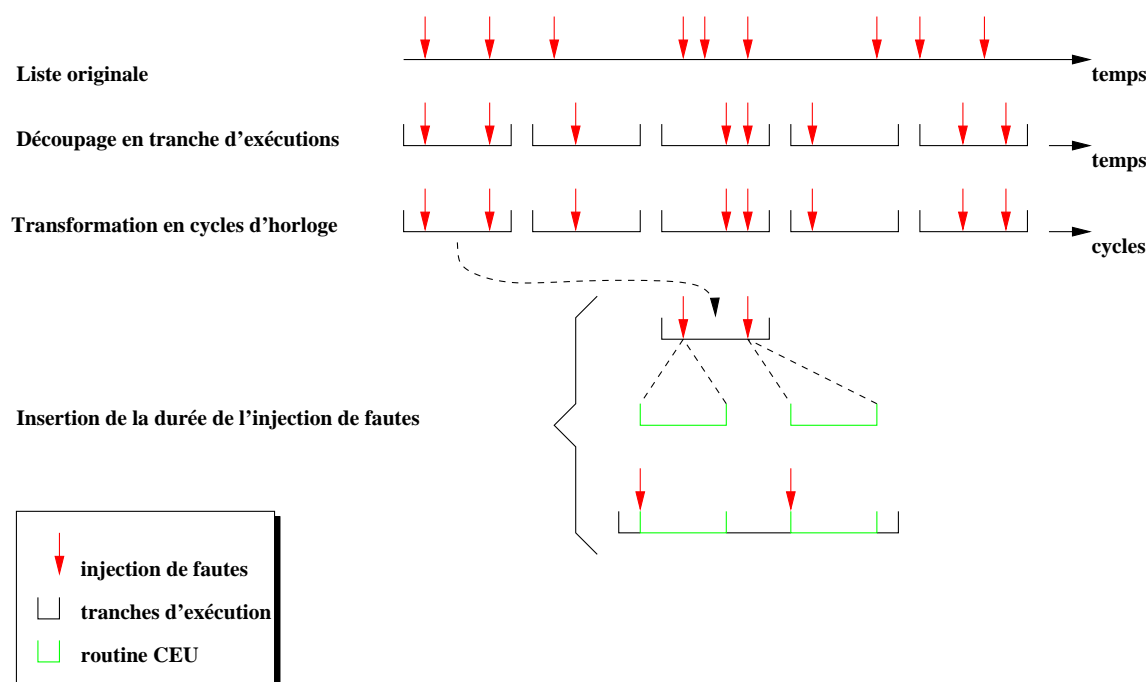 Liste originale
temps
Découpage en tranche d'exécutions
temps
Transformation en cycles d'horloge
cycles
Insertion de la durée de l'injection de fautes
injection de fautes
tranches d'exécution
routine CEU